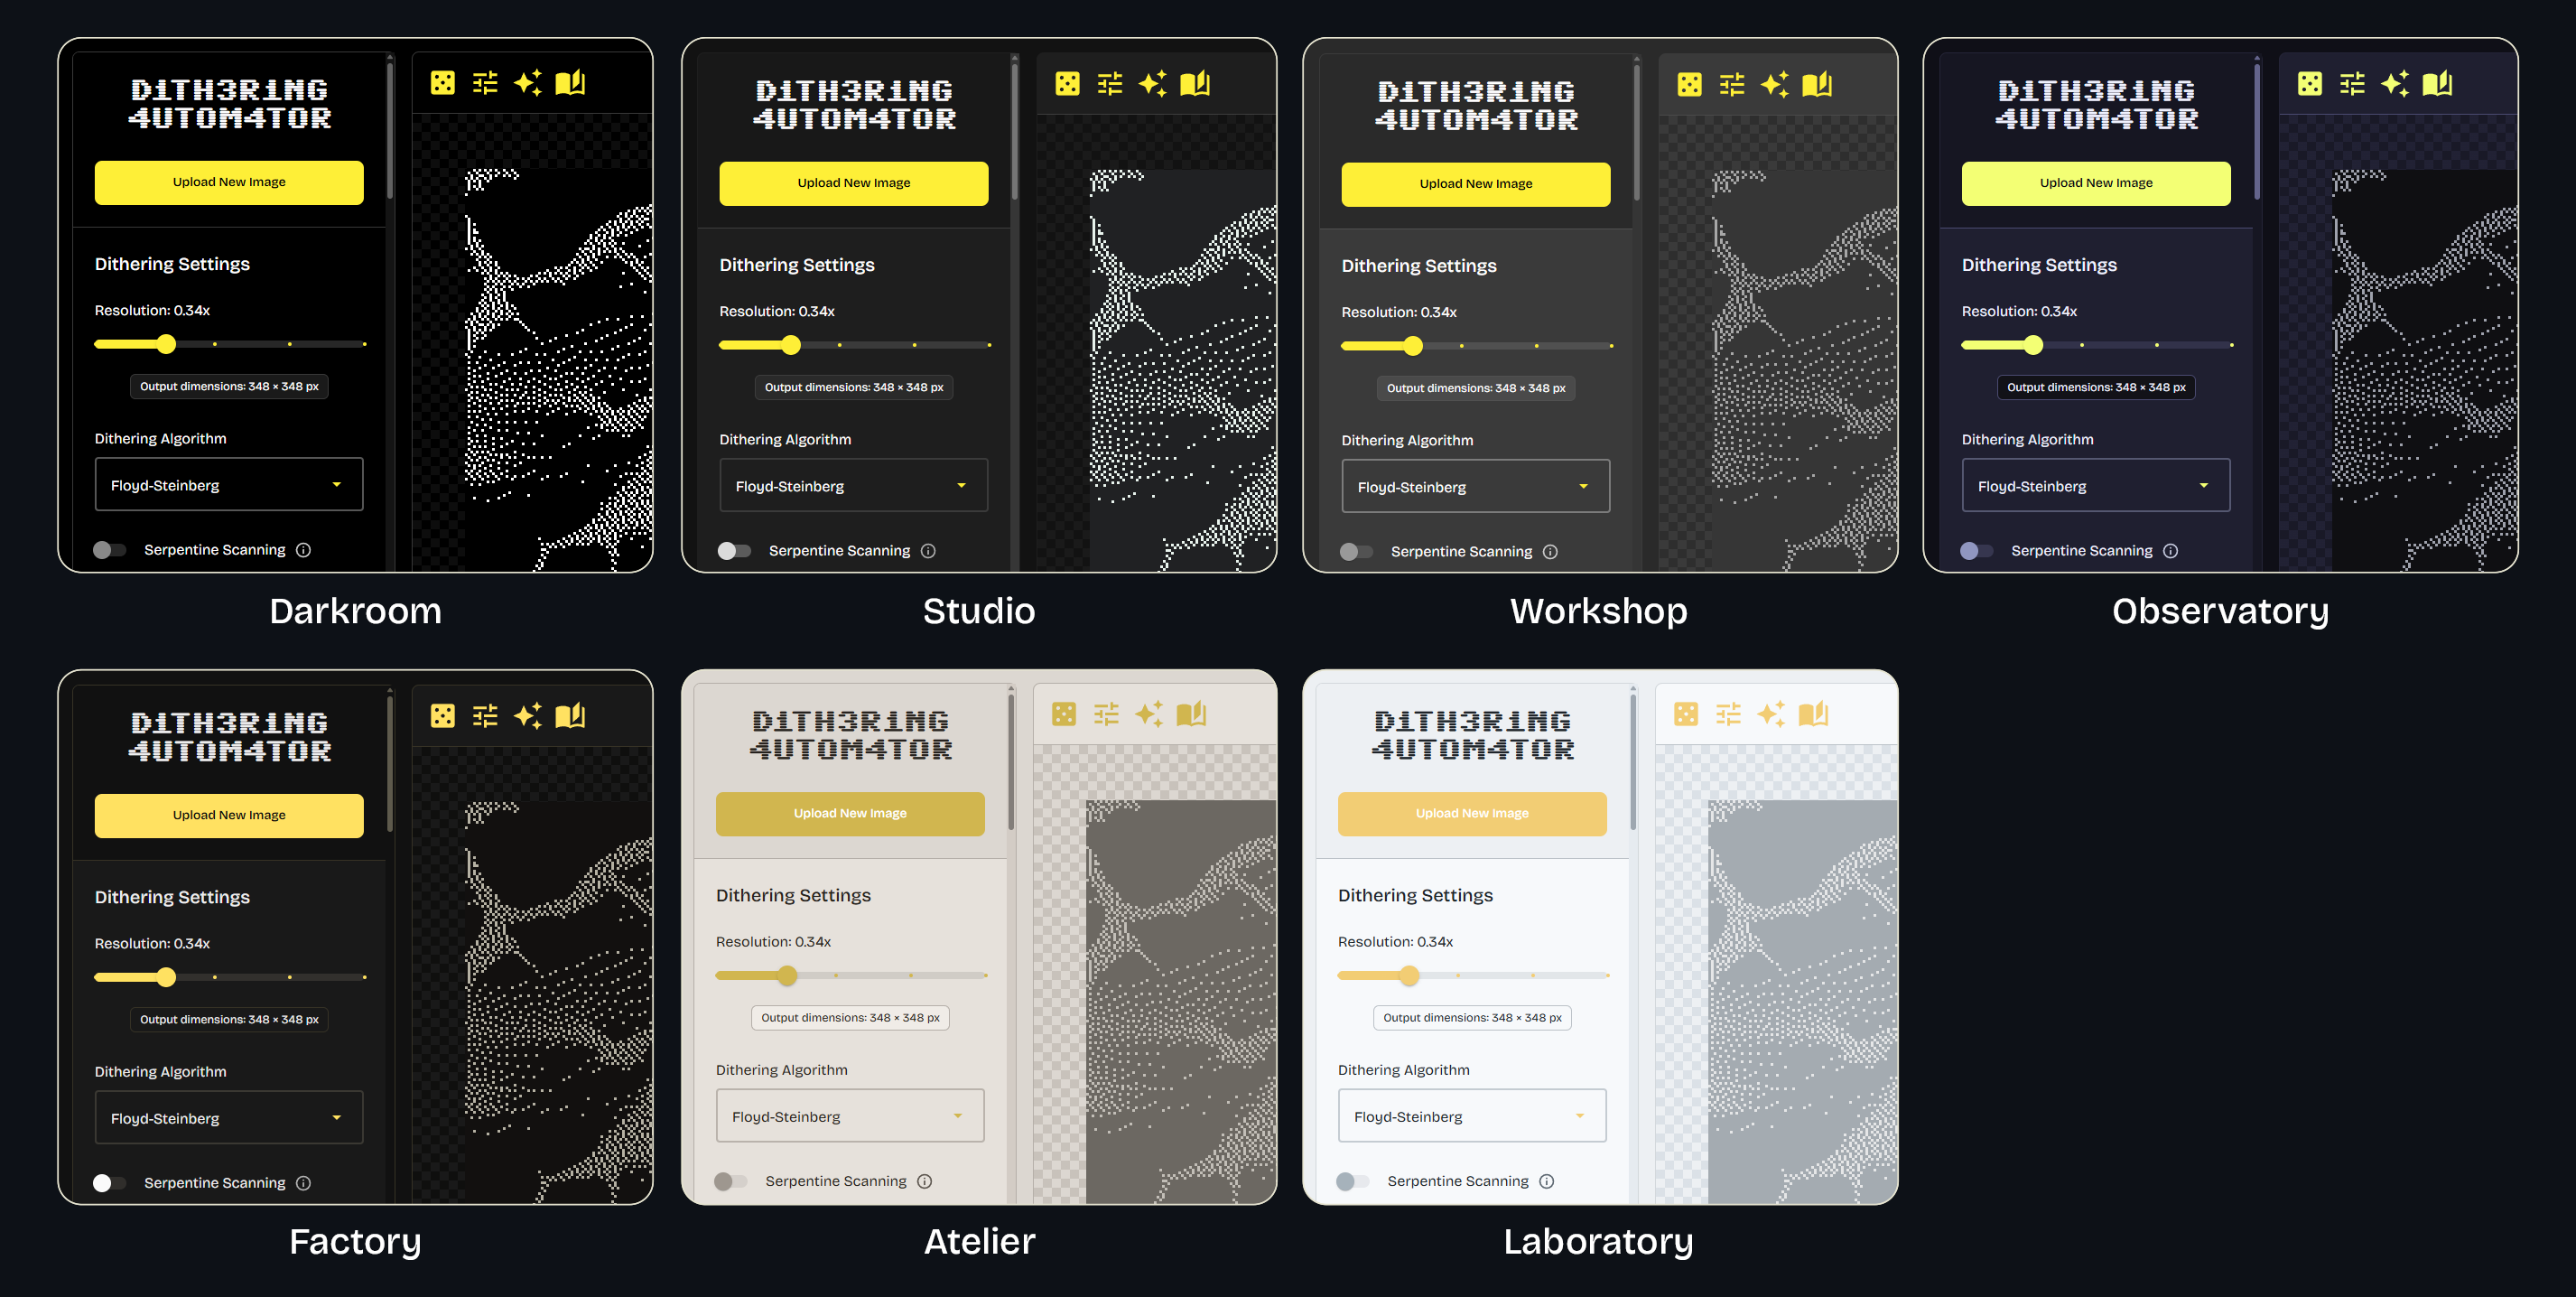 D1TH3R1NG
4UTOM4TOR
Upload New Image
Dithering Settings
Resolution: 0.34x
Output dimensions: 348 × 348 px
Dithering Algorithm
Floyd-Steinberg
Serpentine Scanning
Darkroom
D1TH3R1NG
4UTOM4TOR
Upload New Image
Dithering Settings
Resolution: 0.34x
Output dimensions: 348 × 348 px
Dithering Algorithm
Floyd-Steinberg
Serpentine Scanning
Studio
D1TH3R1NG
4UTOM4TOR
Upload New Image
Dithering Settings
Resolution: 0.34x
Output dimensions: 348 × 348 px
Dithering Algorithm
Floyd-Steinberg
Serpentine Scanning
Workshop
D1TH3R1NG
4UTOM4TOR
Upload New Image
Dithering Settings
Resolution: 0.34x
Output dimensions: 348 × 348 px
Dithering Algorithm
Floyd-Steinberg
Serpentine Scanning
Observatory
D1TH3R1NG
4UTOM4TOR
Upload New Image
Dithering Settings
Resolution: 0.34x
Output dimensions: 348 × 348 px
Dithering Algorithm
Floyd-Steinberg
Serpentine Scanning
Factory
D1TH3R1NG
4UTOM4TOR
Upload New Image
Dithering Settings
Resolution: 0.34x
Output dimensions: 348 × 348 px
Dithering Algorithm
Floyd-Steinberg
Serpentine Scanning
Atelier
D1TH3R1NG
4UTOM4TOR
Upload New Image
Dithering Settings
Resolution: 0.34x
Output dimensions: 348 × 348 px
Dithering Algorithm
Floyd-Steinberg
Serpentine Scanning
Laboratory